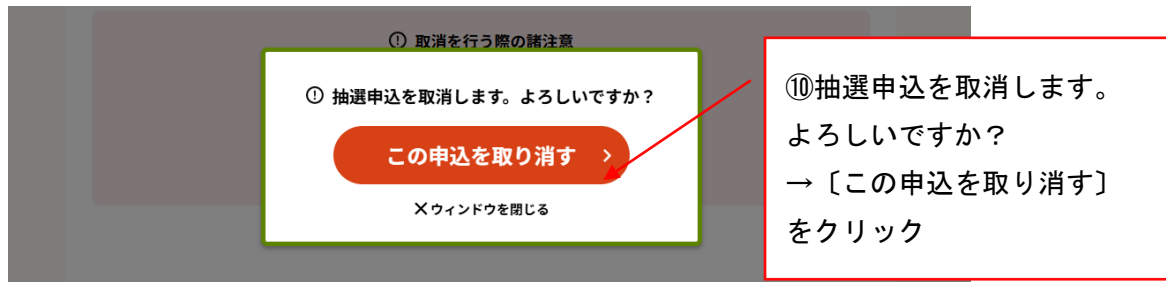 取消を行う際の諸注意
抽選申込を取消します。よろしいですか？
この申込を取り消す ›
×ウィンドウを閉じる
⑩抽選申込を取消します。
よろしいですか？
→〔この申込を取り消す〕
をクリック